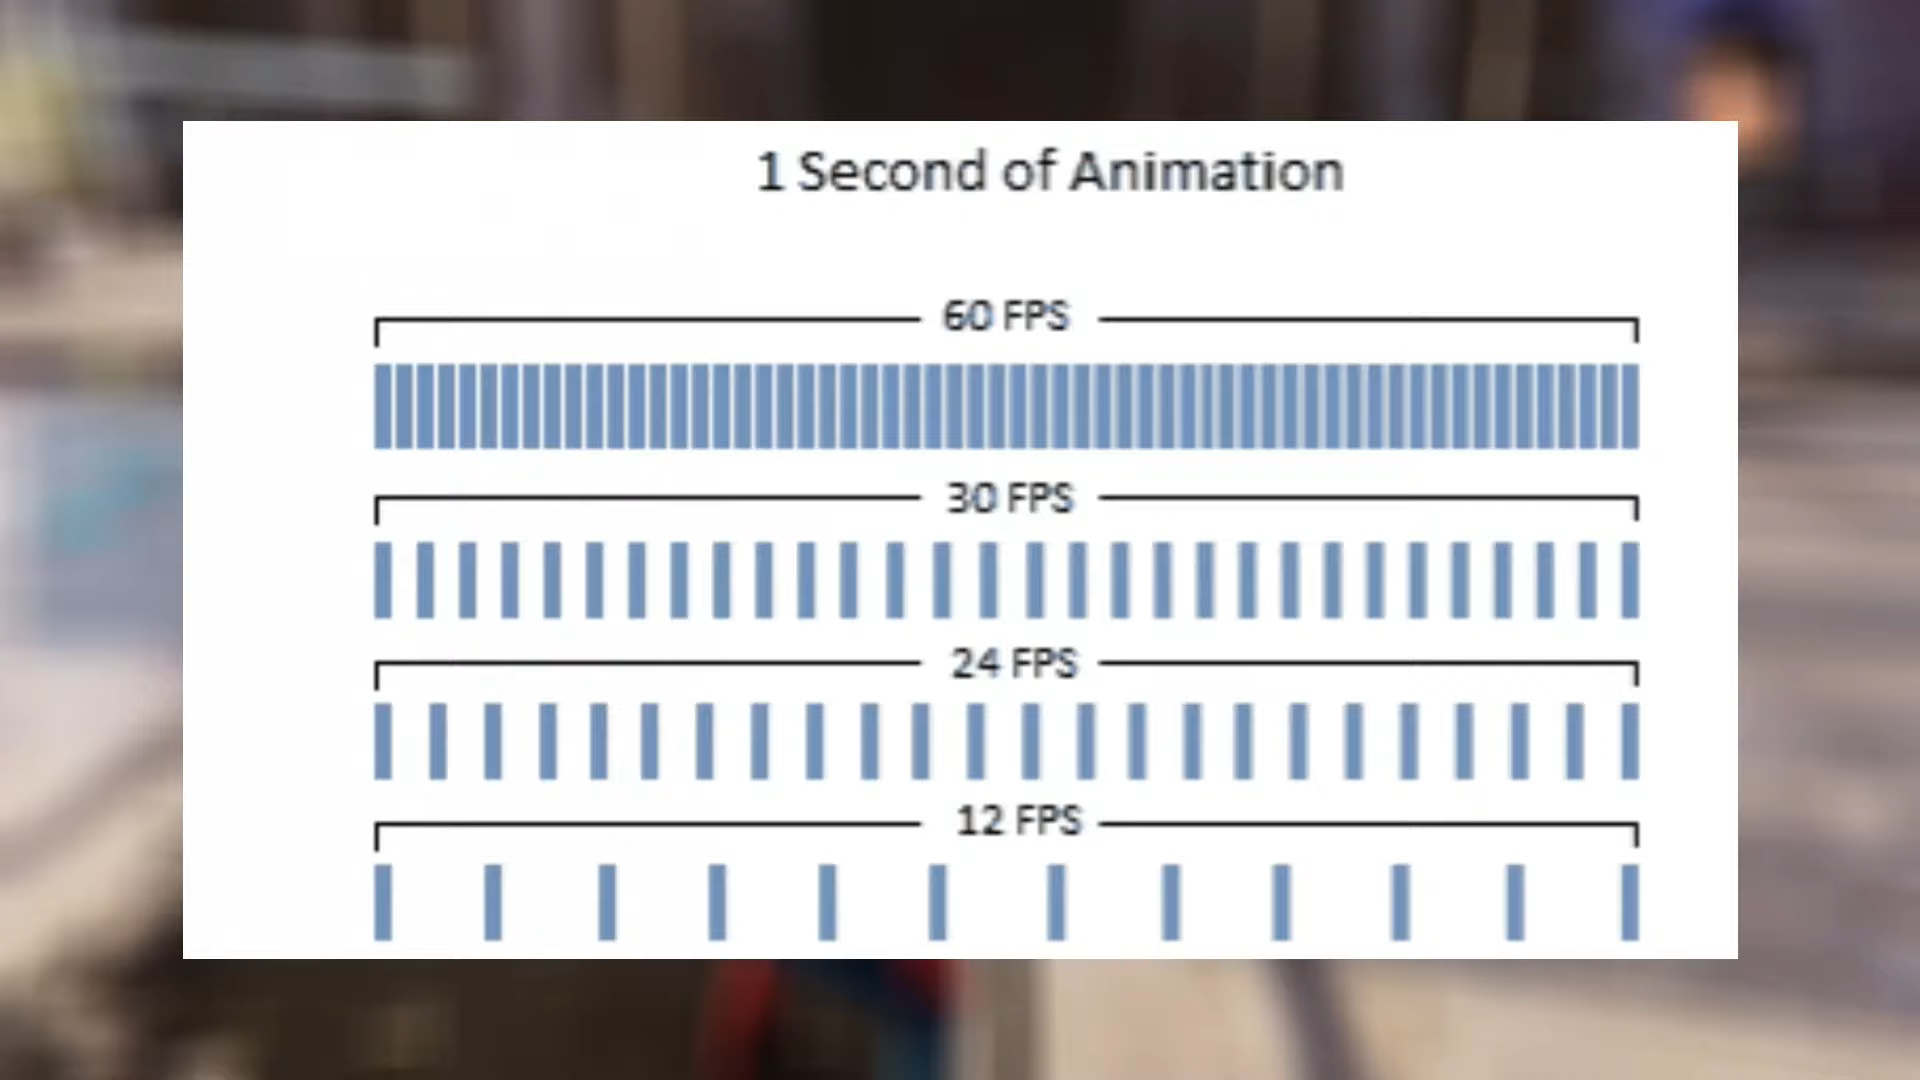 1 Second of Animation
60 FPS
30 FPS
24 FPS
12 FPS